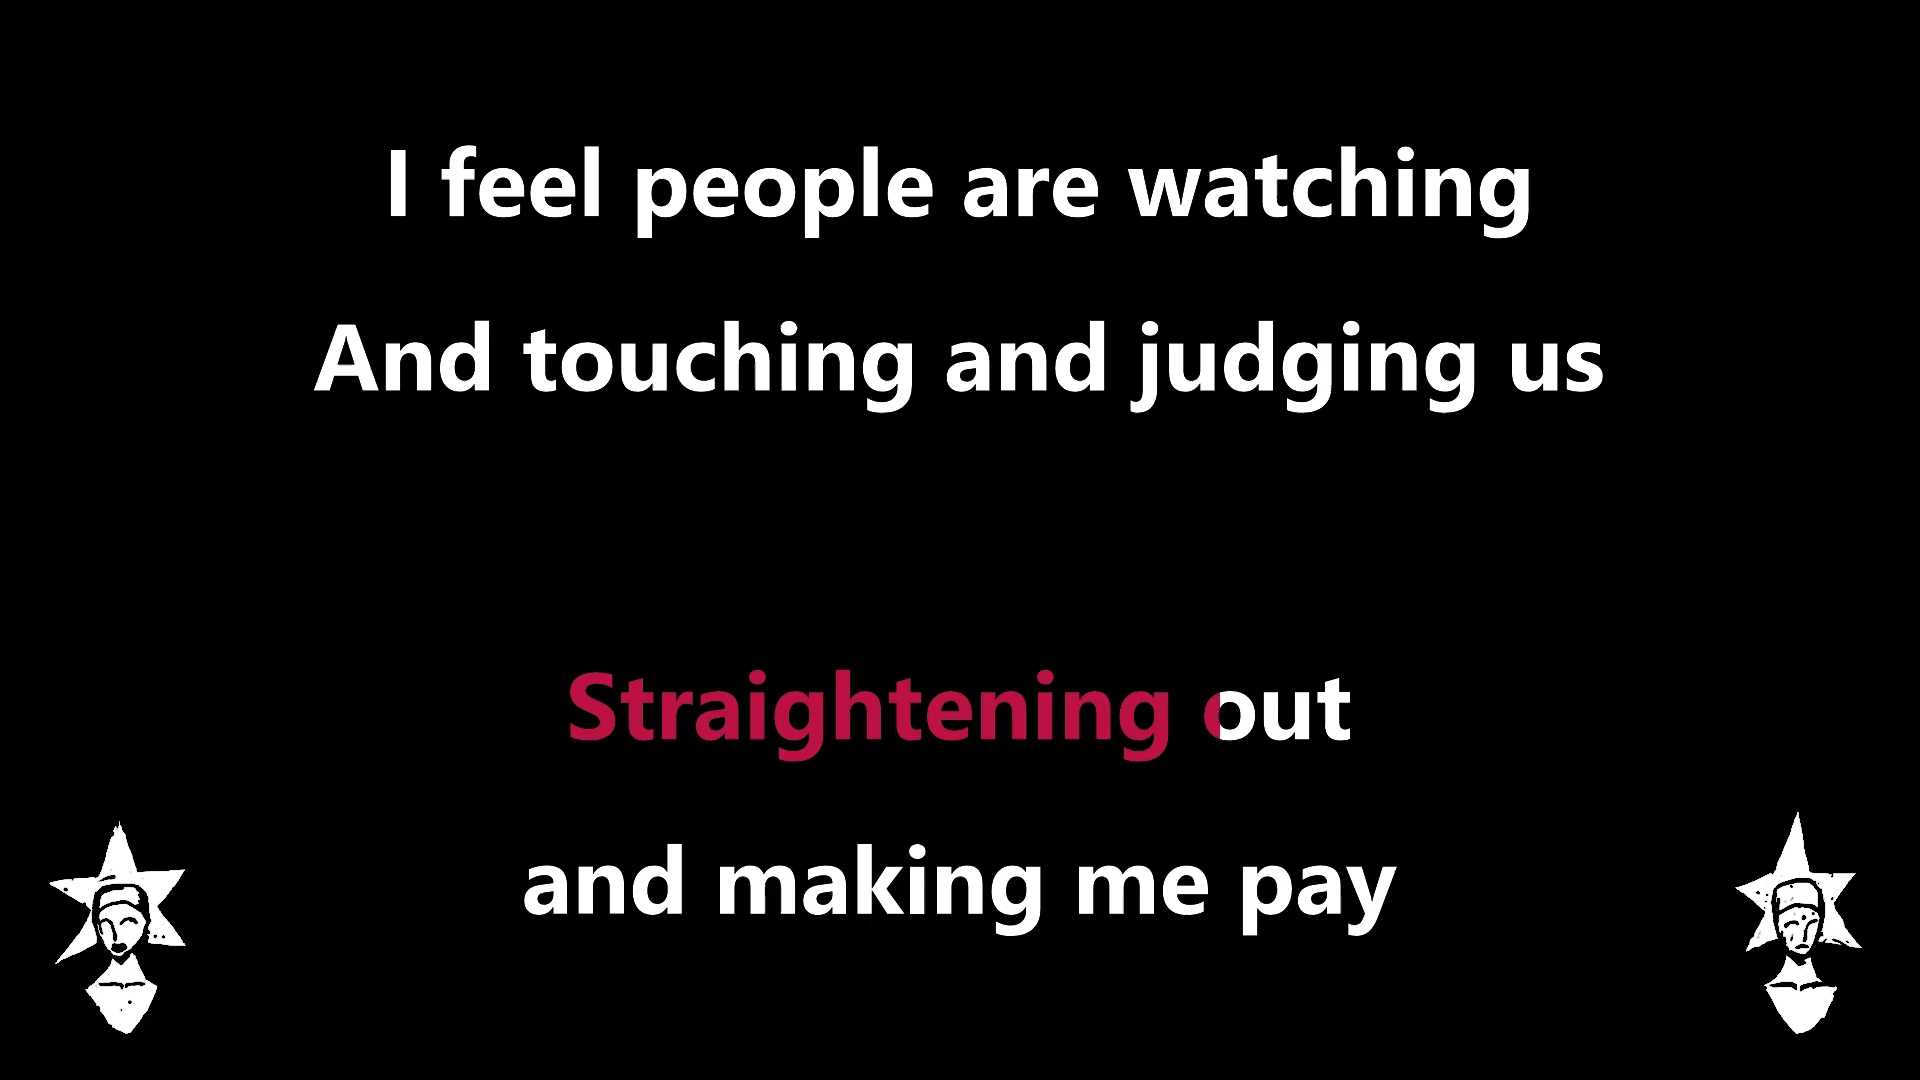 I feel people are watching
And touching and judging us
Straightening out
and making me pay